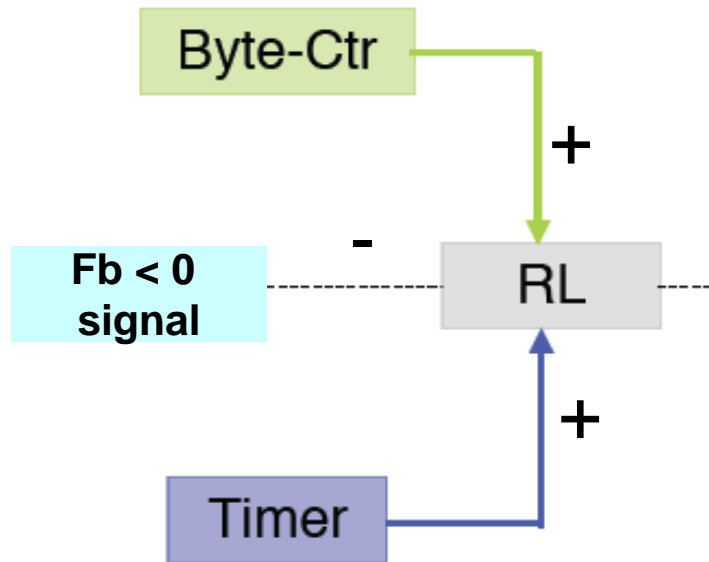 Byte-Ctr
+
-
Fb < 0
signal
RL
+
Timer